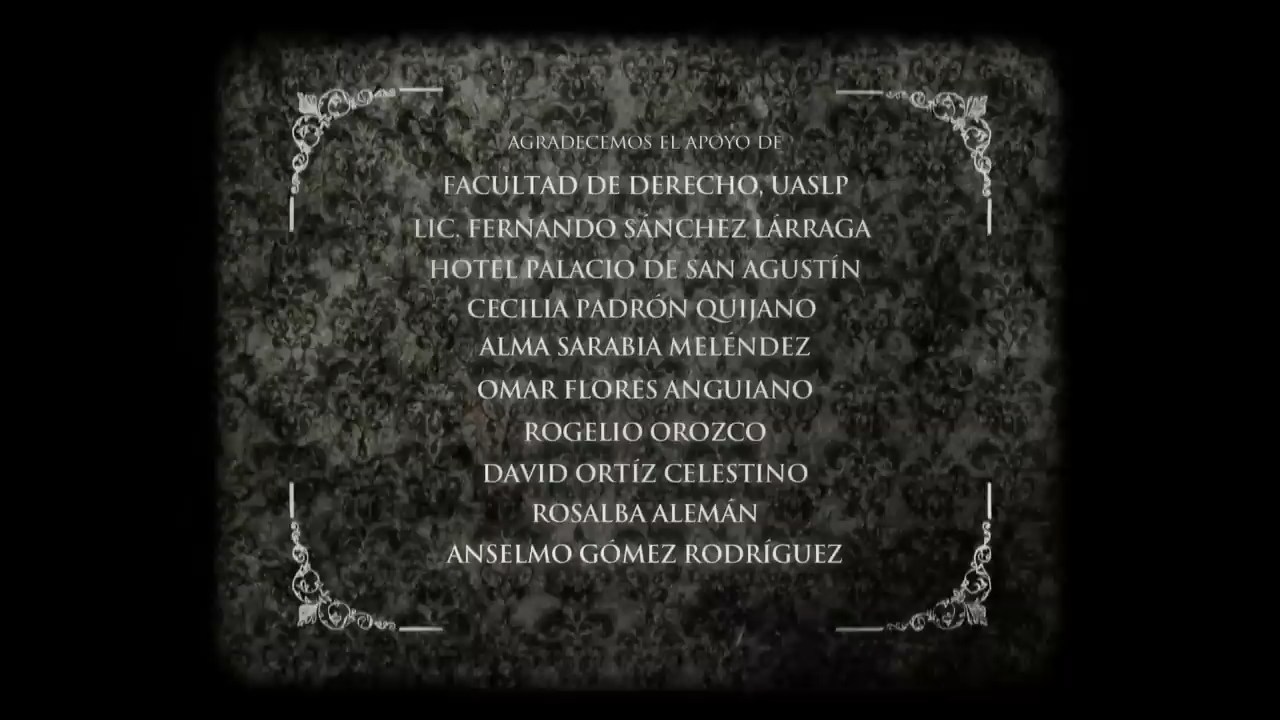 AGRADECEMOS EL APOYO DE
FACULTAD DE DERECHO, UASLP
LIC. FERNANDO SÁNCHEZ LÁRRAGA
HOTEL PALACIO DE SAN AGUSTÍN
CECILIA PADRÓN QUIJANO
ALMA SARABIA MELÉNDEZ
OMAR FLORES ANGUIANO
ROGELIO OROZCO
DAVID ORTÍZ CELESTINO
ROSALBA ALEMÁN
ANSELMO GÓMEZ RODRÍGUEZ